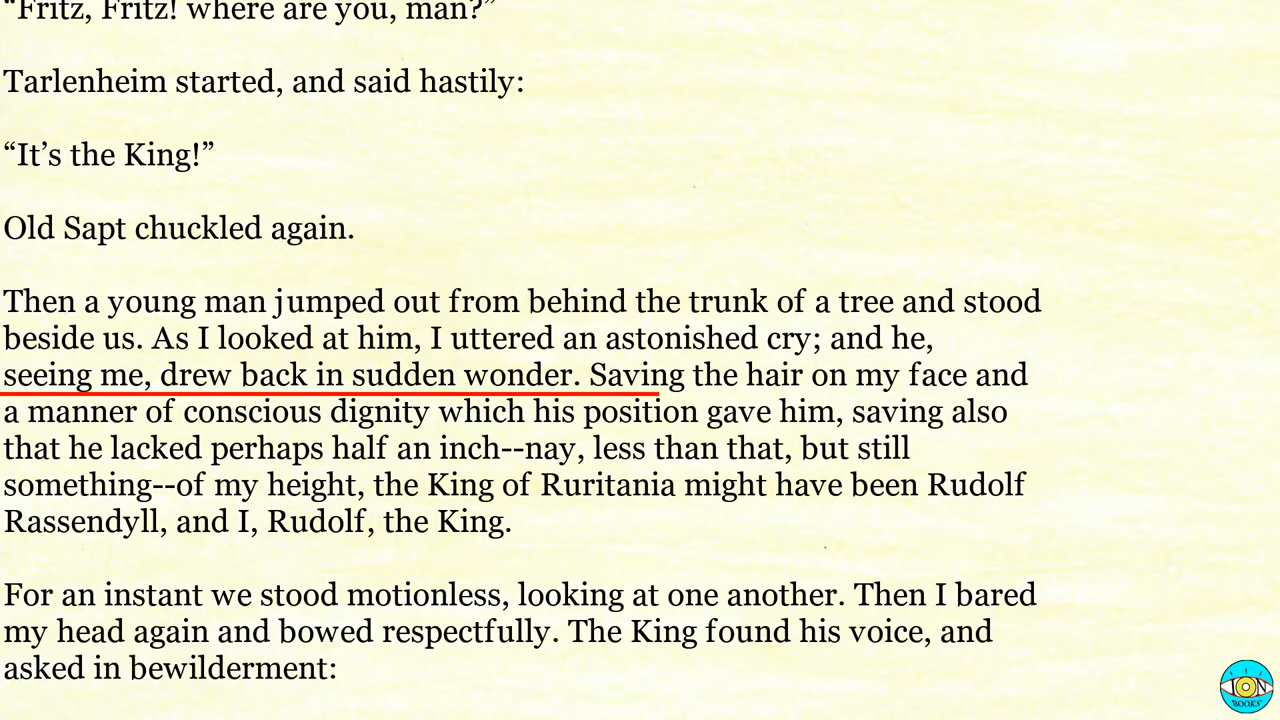 “Fritz, Fritz! where are you, man?”
Tarlenheim started, and said hastily:
“It’s the King!”
Old Sapt chuckled again.
Then a young man jumped out from behind the trunk of a tree and stood
beside us. As I looked at him, I uttered an astonished cry; and he,
seeing me, drew back in sudden wonder. Saving the hair on my face and
a manner of conscious dignity which his position gave him, saving also
that he lacked perhaps half an inch--nay, less than that, but still
something--of my height, the King of Ruritania might have been Rudolf
Rassendyll, and I, Rudolf, the King.
For an instant we stood motionless, looking at one another. Then I bared
my head again and bowed respectfully. The King found his voice, and
asked in bewilderment:
ION
BOOKS